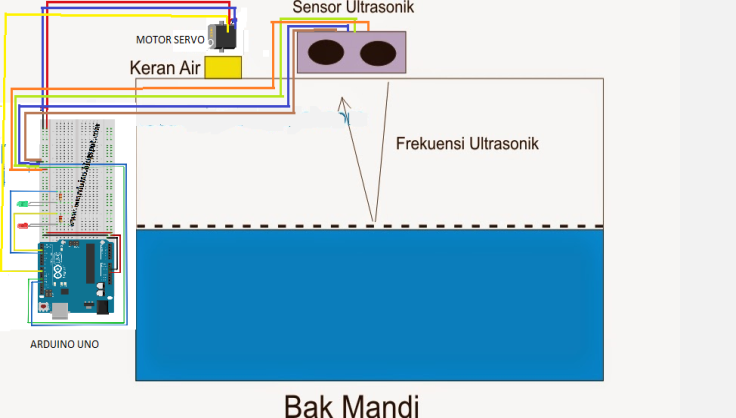 Sensor Ultrasonik
MOTOR SERVO
Keran Air
Frekuensi Ultrasonik
ARDUINO UNO
Bak Mandi